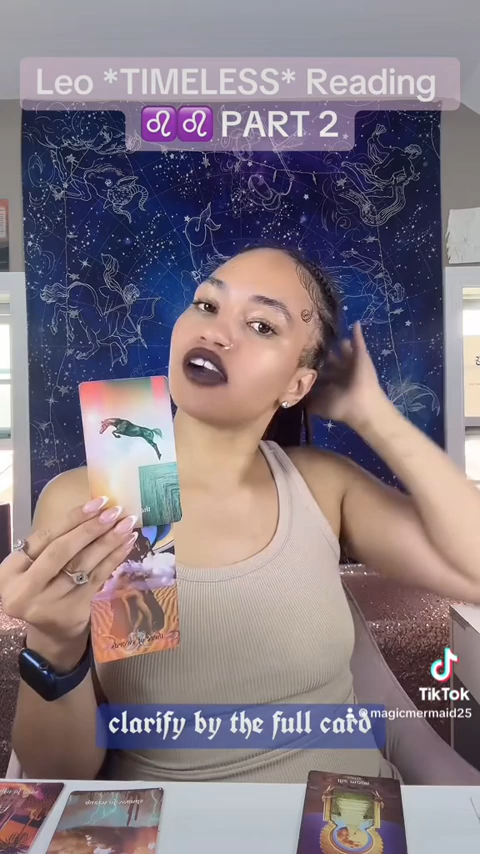 Leo *TIMELESS* Reading
♌♌ PART 2
clarify by the full card
TikTok
@magicmermaid25